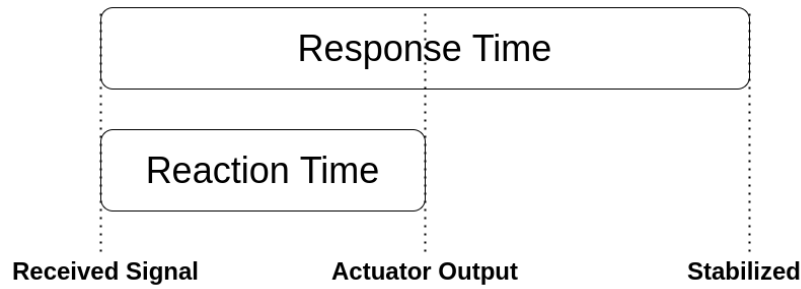 Response Time
Reaction Time
Received Signal
Actuator Output
Stabilized